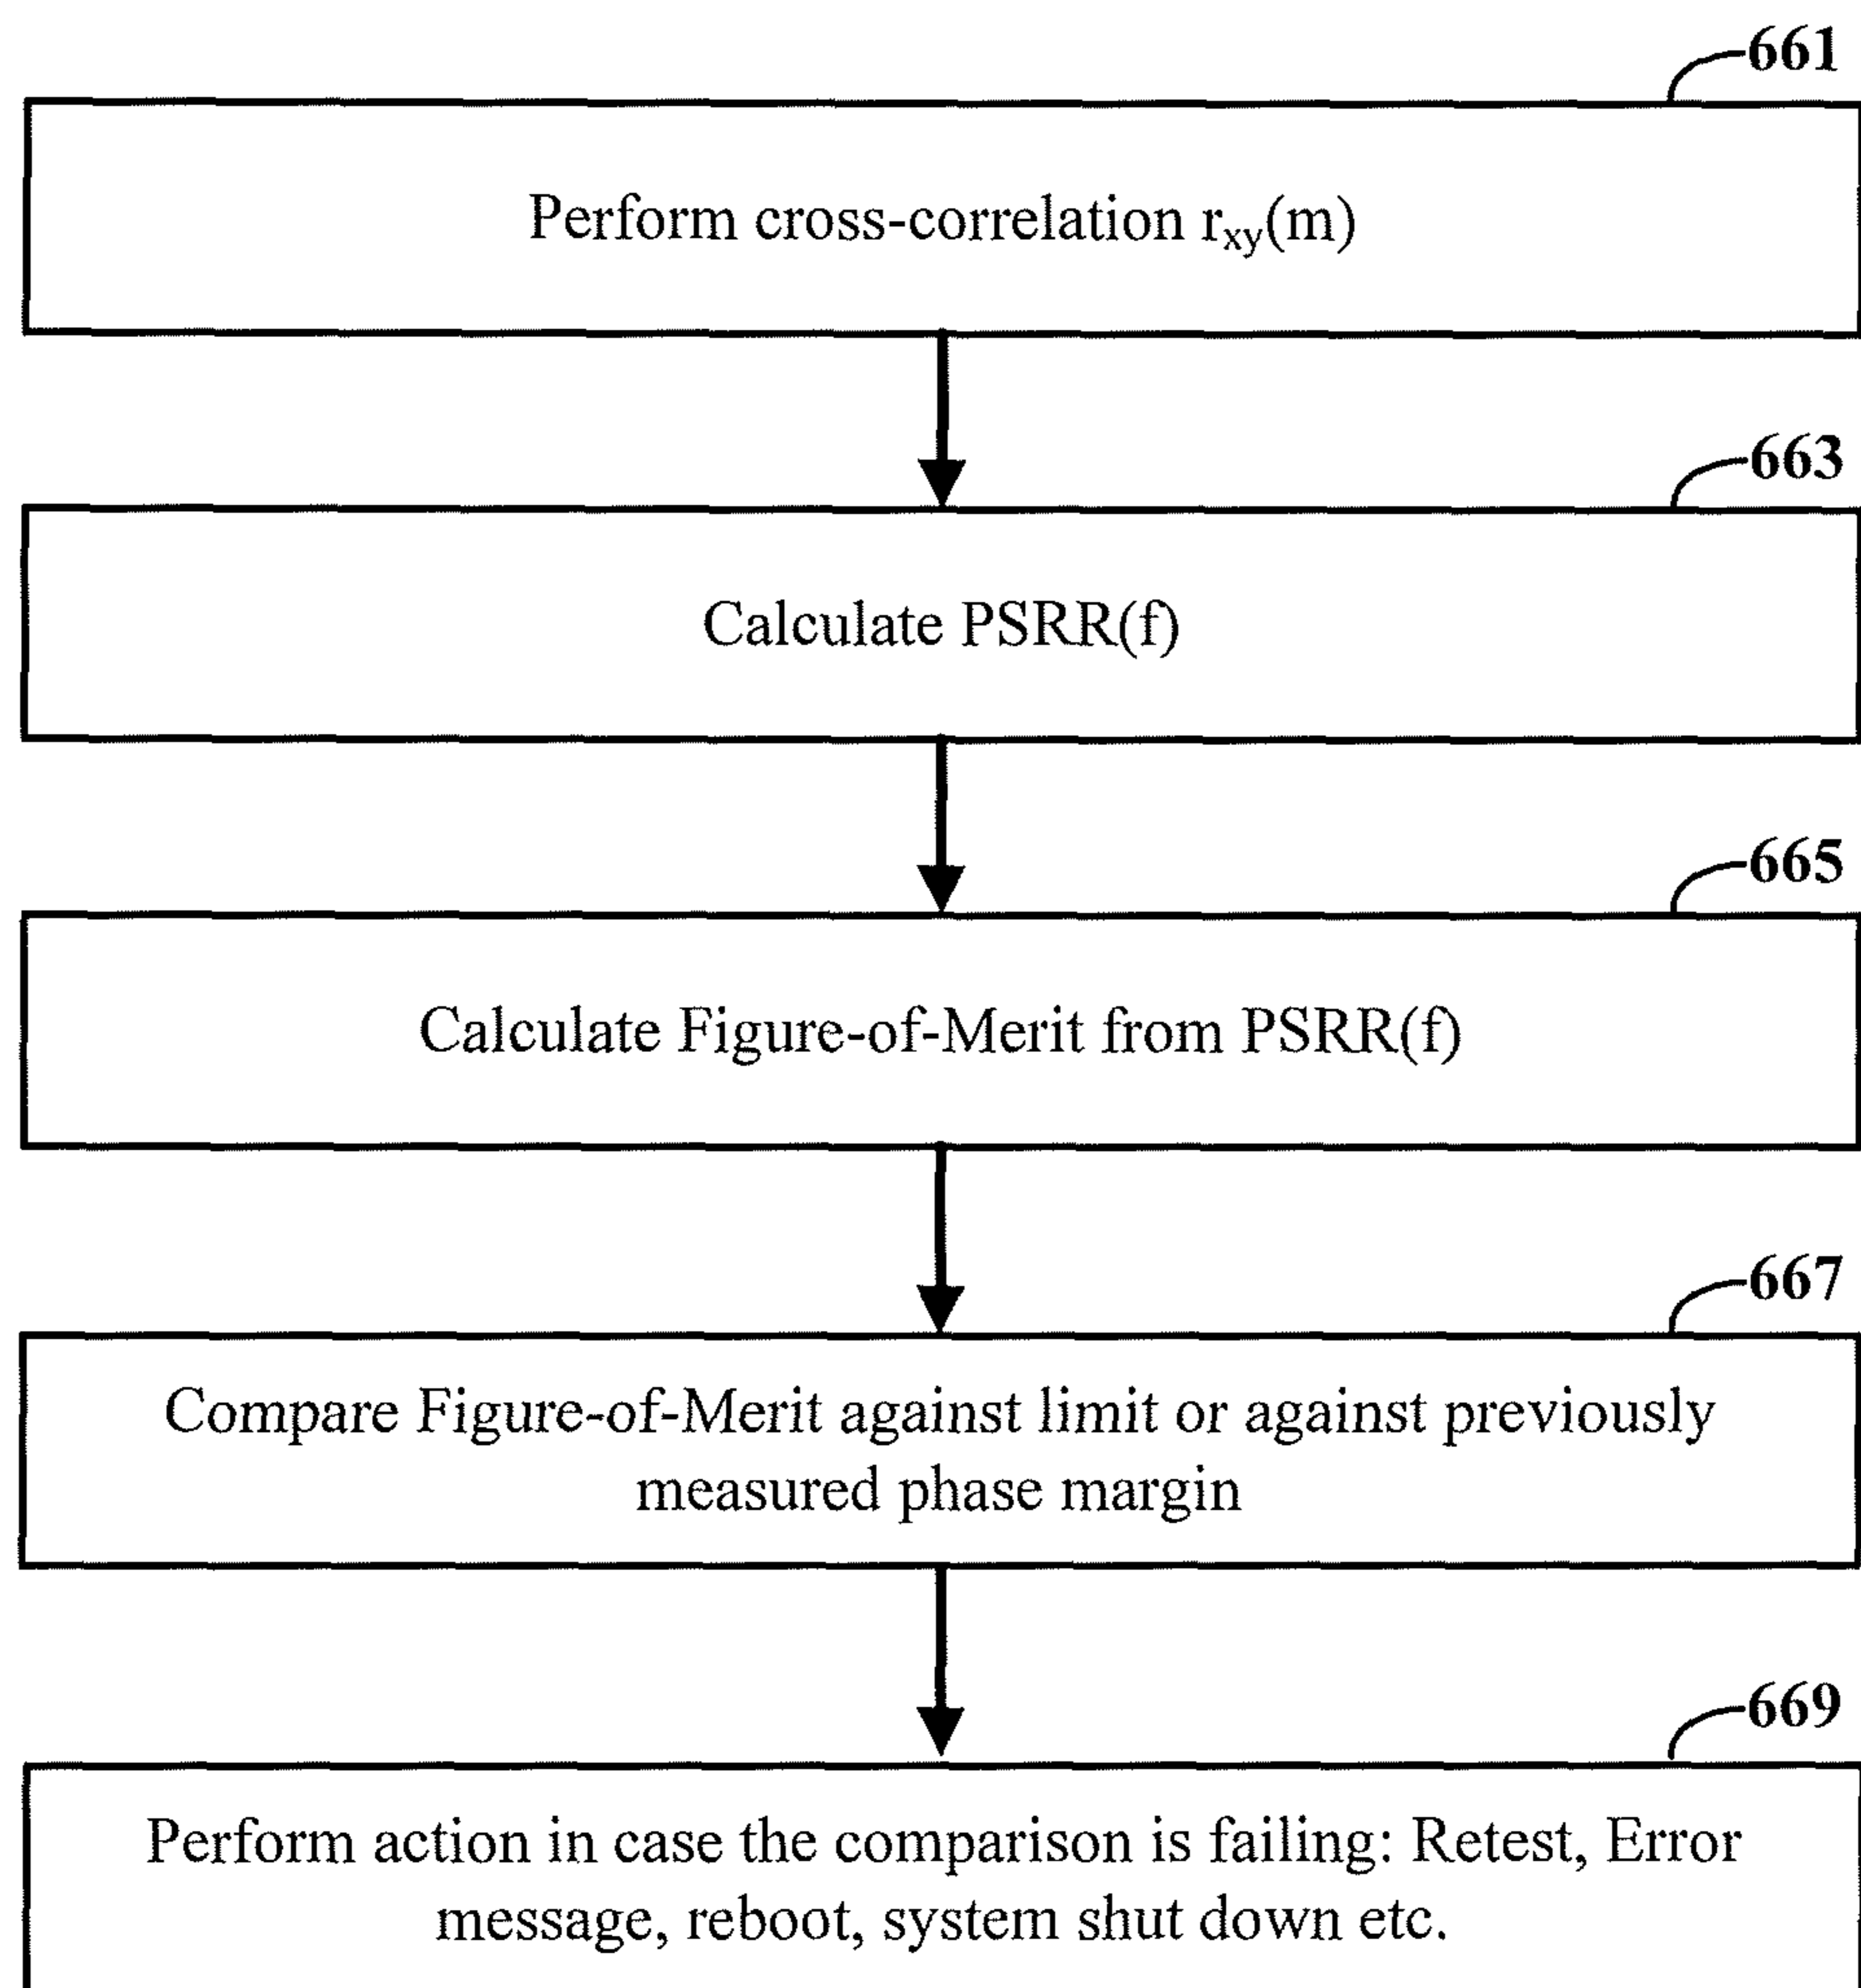 661
Perform cross-correlation rxy(m)
663
Calculate PSRR(f)
665
Calculate Figure-of-Merit from PSRR(f)
667
Compare Figure-of-Merit against limit or against previously
measured phase margin
669
Perform action in case the comparison is failing: Retest, Error
message, reboot, system shut down etc.